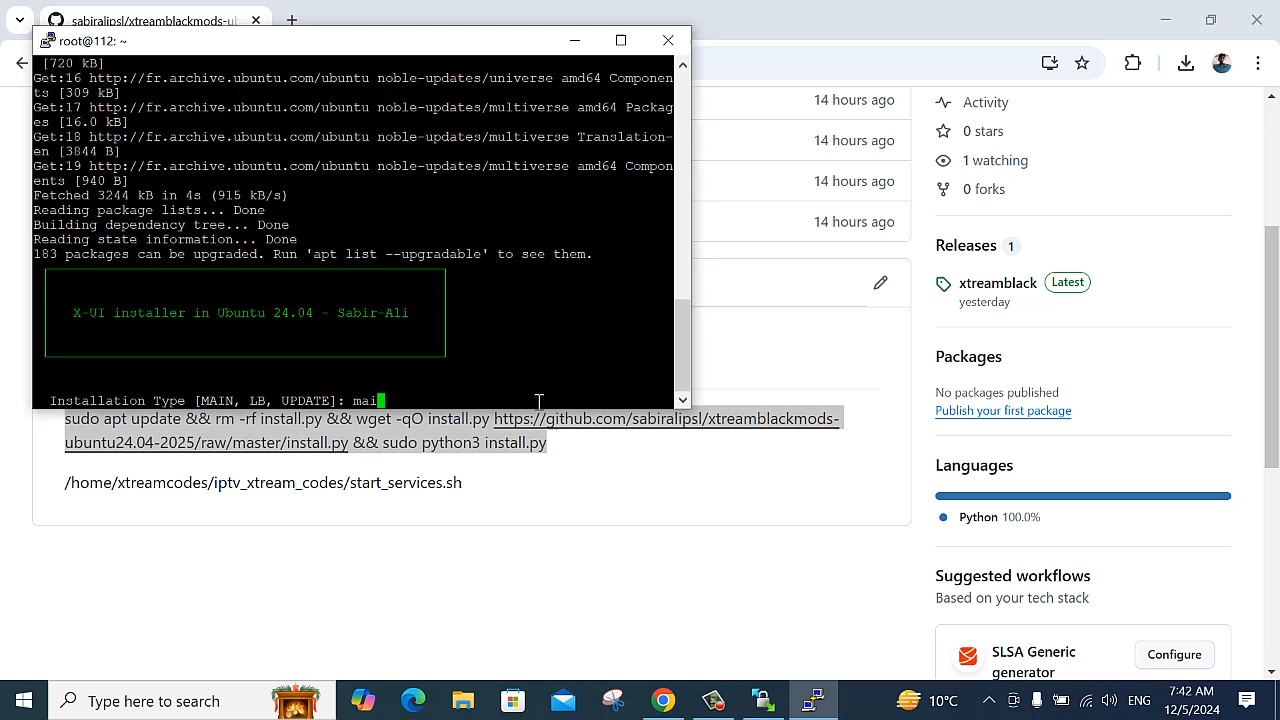 sabiralipsl/xtreamblackmods-ub
root@112: ~
[720 kB]
Get:16 http://fr.archive.ubuntu.com/ubuntu noble-updates/universe amd64 Componen
ts [309 kB]
Get:17 http://fr.archive.ubuntu.com/ubuntu noble-updates/multiverse amd64 Packag
es [16.0 kB]
Get:18 http://fr.archive.ubuntu.com/ubuntu noble-updates/multiverse Translation-
en [3844 B]
Get:19 http://fr.archive.ubuntu.com/ubuntu noble-updates/multiverse amd64 Compon
ents [940 B]
Fetched 3244 kB in 4s (915 kB/s)
Reading package lists... Done
Building dependency tree... Done
Reading state information... Done
183 packages can be upgraded. Run 'apt list --upgradable' to see them.
X-UI installer in Ubuntu 24.04 - Sabir-Ali
Installation Type [MAIN, LB, UPDATE]: mai
sudo apt update && rm -rf install.py && wget -qO install.py https://github.com/sabiralipsl/xtreamblackmods-
ubuntu24.04-2025/raw/master/install.py && sudo python3 install.py
/home/xtreamcodes/iptv_xtream_codes/start_services.sh
14 hours ago
14 hours ago
14 hours ago
14 hours ago
Activity
0 stars
1 watching
0 forks
Releases 1
xtreamblack Latest
yesterday
Packages
No packages published
Publish your first package
Languages
Python 100.0%
Suggested workflows
Based on your tech stack
SLSA Generic
generator
Configure
Type here to search
10°C
ENG
7:42 AM
12/5/2024